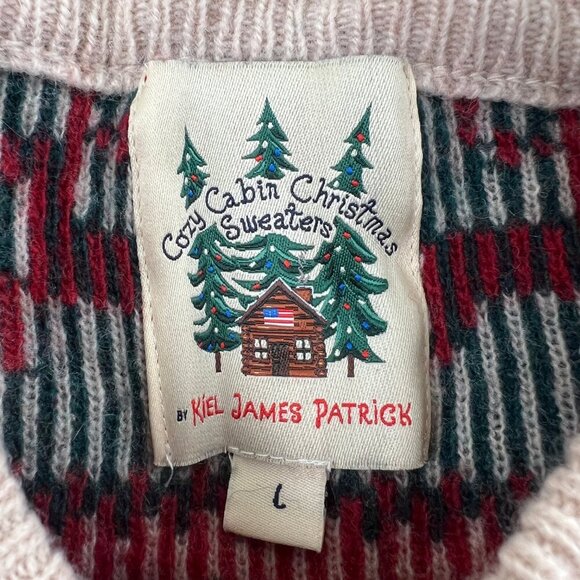 Cozy Cabin Christmas
Sweaters
BY KIEL JAMES PATRICK
L